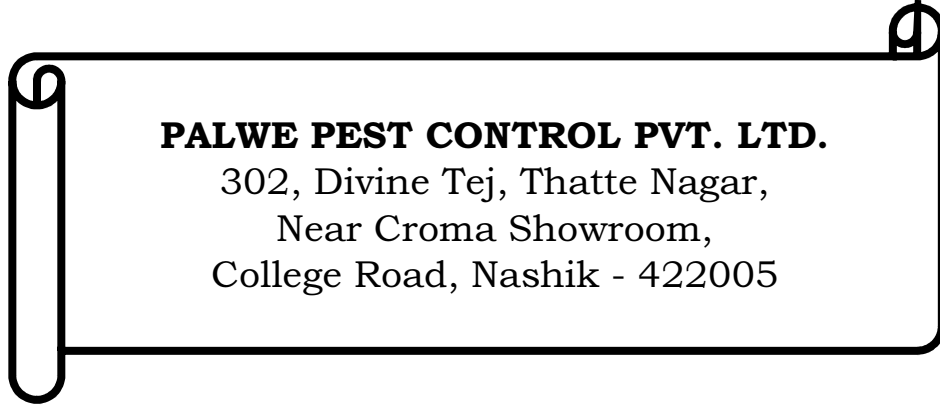 PALWE PEST CONTROL PVT. LTD.
302, Divine Tej, Thatte Nagar,
Near Croma Showroom,
College Road, Nashik - 422005